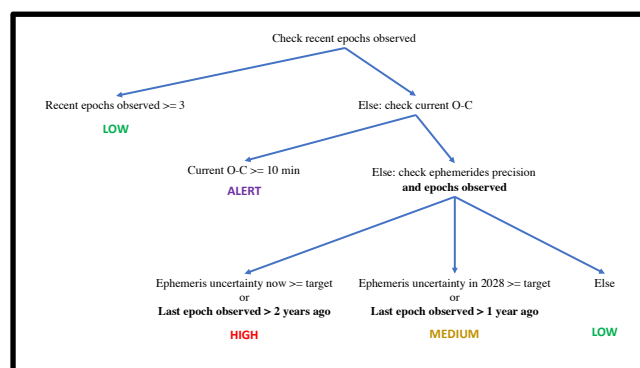 Check recent epochs observed
Recent epochs observed >= 3
LOW
Else: check current O-C
Current O-C >= 10 min
ALERT
Else: check ephemerides precision
and epochs observed
Ephemeris uncertainty now >= target
or
Last epoch observed > 2 years ago
HIGH
Ephemeris uncertainty in 2028 >= target
or
Last epoch observed > 1 year ago
MEDIUM
Else
LOW